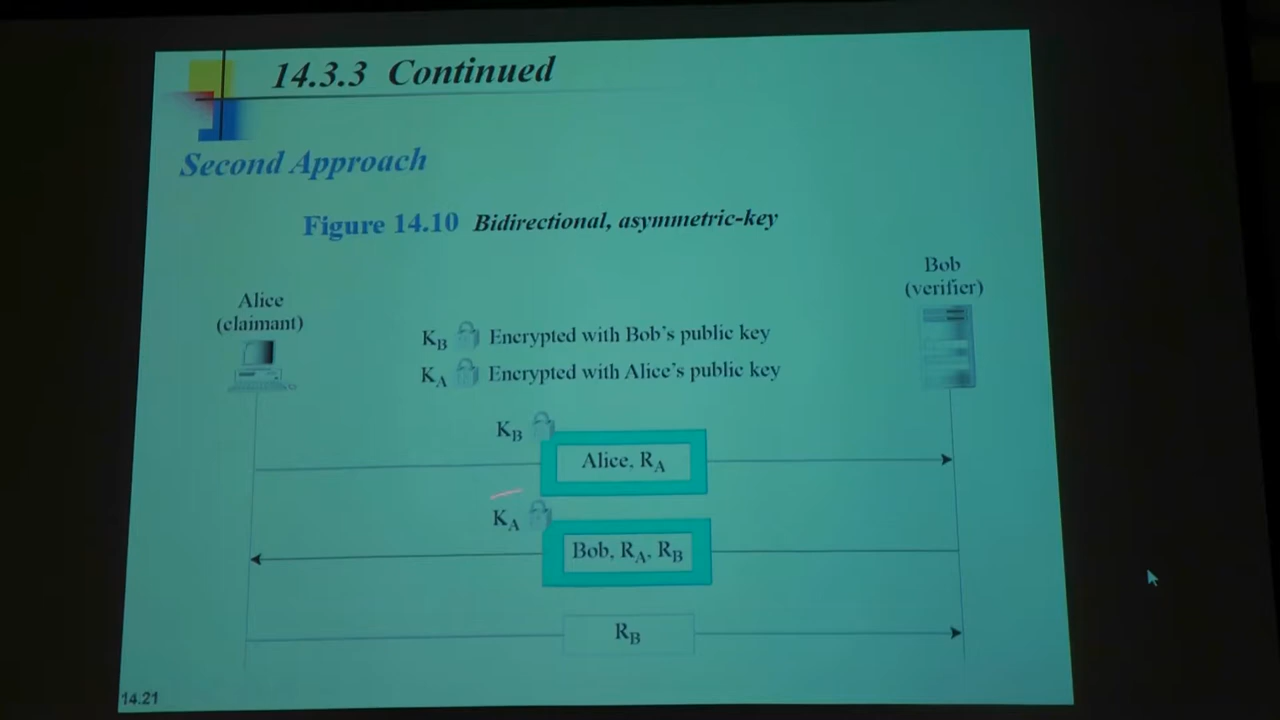 14.3.3 Continued
Second Approach
Figure 14.10 Bidirectional, asymmetric-key
Alice
(claimant)
Bob
(verifier)
K_B Encrypted with Bob's public key
K_A Encrypted with Alice's public key
K_B
Alice, R_A
K_A
Bob, R_A, R_B
R_B
14.21